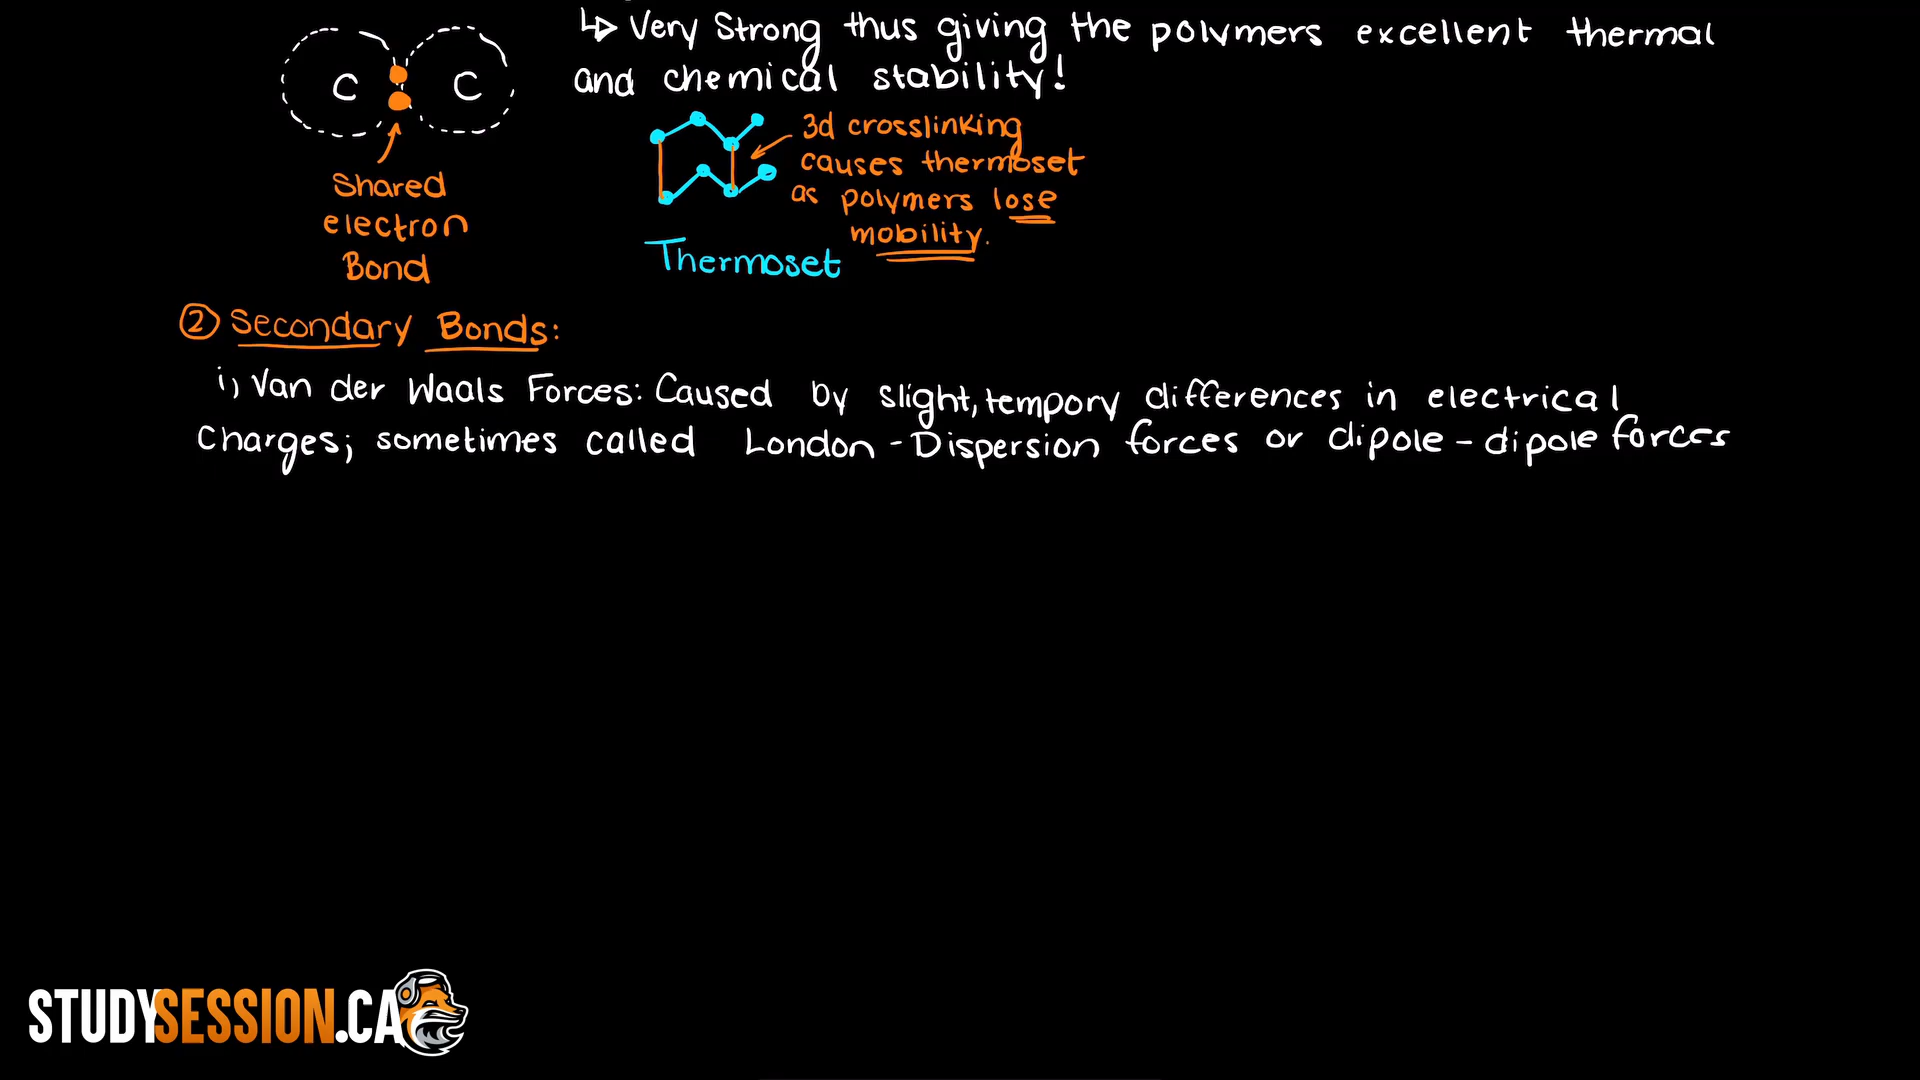 ↳ Very Strong thus giving the polymers excellent thermal
and chemical stability!
C C
Shared
electron
Bond
3d crosslinking
causes thermoset
as polymers lose
mobility.
Thermoset
② Secondary Bonds:
i) Van der Waals Forces: Caused by slight, tempory differences in electrical
Charges; sometimes called London-Dispersion forces or dipole-dipole forces
STUDYSESSION.CA